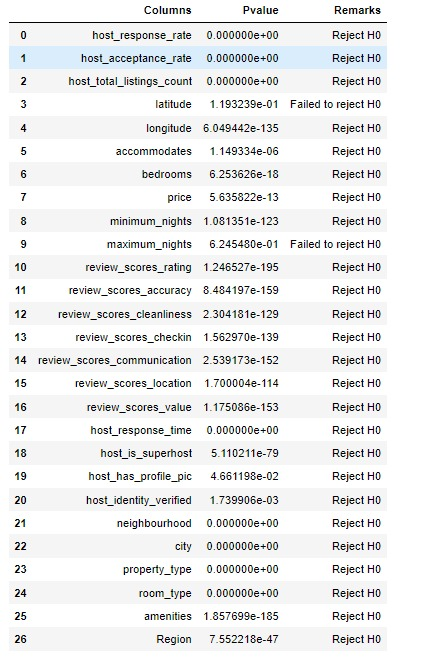 Columns Pvalue Remarks
0 host_response_rate 0.000000e+00 Reject H0
1 host_acceptance_rate 0.000000e+00 Reject H0
2 host_total_listings_count 0.000000e+00 Reject H0
3 latitude 1.193239e-01 Failed to reject H0
4 longitude 6.049442e-135 Reject H0
5 accommodates 1.149334e-06 Reject H0
6 bedrooms 6.253626e-18 Reject H0
7 price 5.635822e-13 Reject H0
8 minimum_nights 1.081351e-123 Reject H0
9 maximum_nights 6.245480e-01 Failed to reject H0
10 review_scores_rating 1.246527e-195 Reject H0
11 review_scores_accuracy 8.484197e-159 Reject H0
12 review_scores_cleanliness 2.304181e-129 Reject H0
13 review_scores_checkin 1.562970e-139 Reject H0
14 review_scores_communication 2.539173e-152 Reject H0
15 review_scores_location 1.700004e-114 Reject H0
16 review_scores_value 1.175086e-153 Reject H0
17 host_response_time 0.000000e+00 Reject H0
18 host_is_superhost 5.110211e-79 Reject H0
19 host_has_profile_pic 4.661198e-02 Reject H0
20 host_identity_verified 1.739906e-03 Reject H0
21 neighbourhood 0.000000e+00 Reject H0
22 city 0.000000e+00 Reject H0
23 property_type 0.000000e+00 Reject H0
24 room_type 0.000000e+00 Reject H0
25 amenities 1.857699e-185 Reject H0
26 Region 7.552218e-47 Reject H0